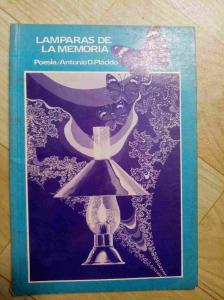 LAMPARAS DE
LA MEMORIA
Poesía/Antonio D. Plácido